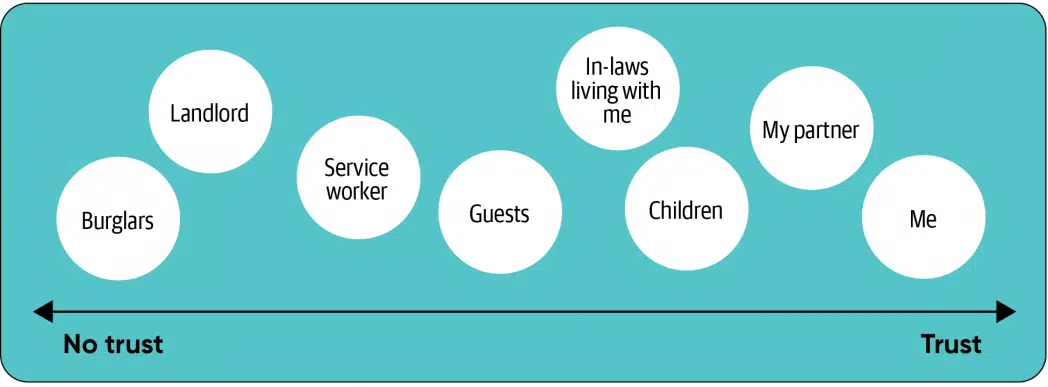 Burglars
Landlord
Service
worker
Guests
In-laws
living with
me
Children
My partner
Me
No trust
Trust